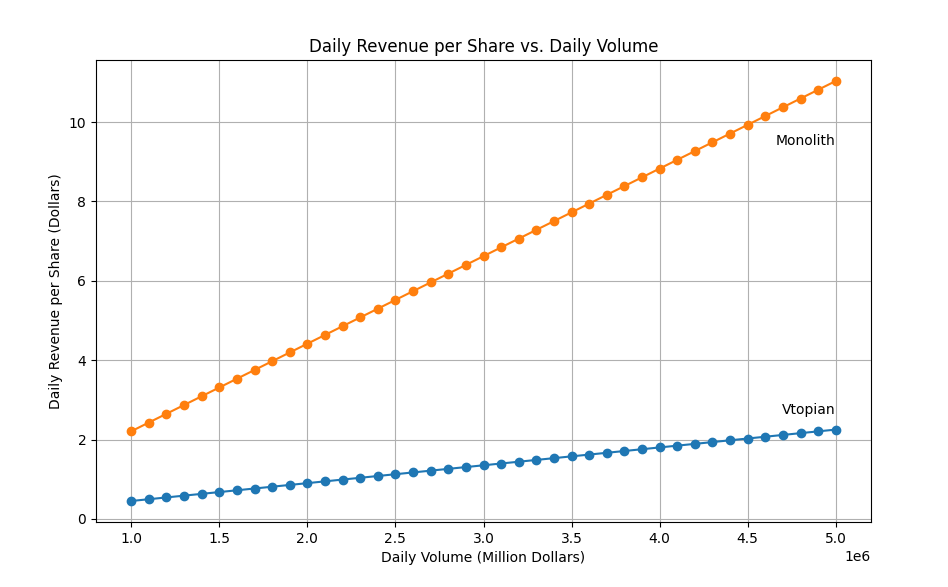 Daily Revenue per Share vs. Daily Volume
Daily Revenue per Share (Dollars)
10
8
6
4
2
0
Monolith
Vtopian
1.0 1.5 2.0 2.5 3.0 3.5 4.0 4.5 5.0
1e6
Daily Volume (Million Dollars)